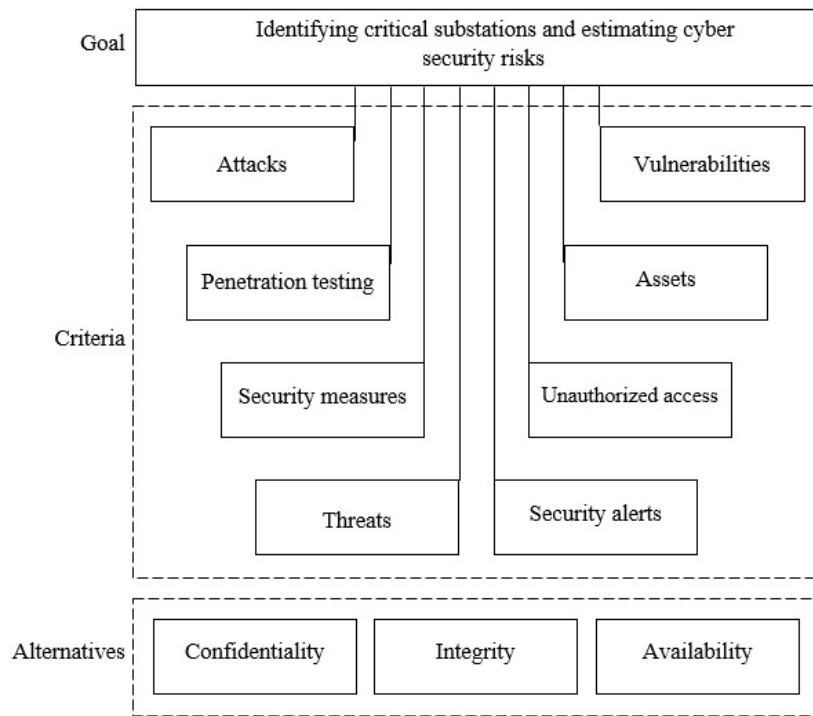 Goal
Identifying critical substations and estimating cyber
security risks
Criteria
Attacks
Vulnerabilities
Penetration testing
Assets
Security measures
Unauthorized access
Threats
Security alerts
Alternatives
Confidentiality
Integrity
Availability